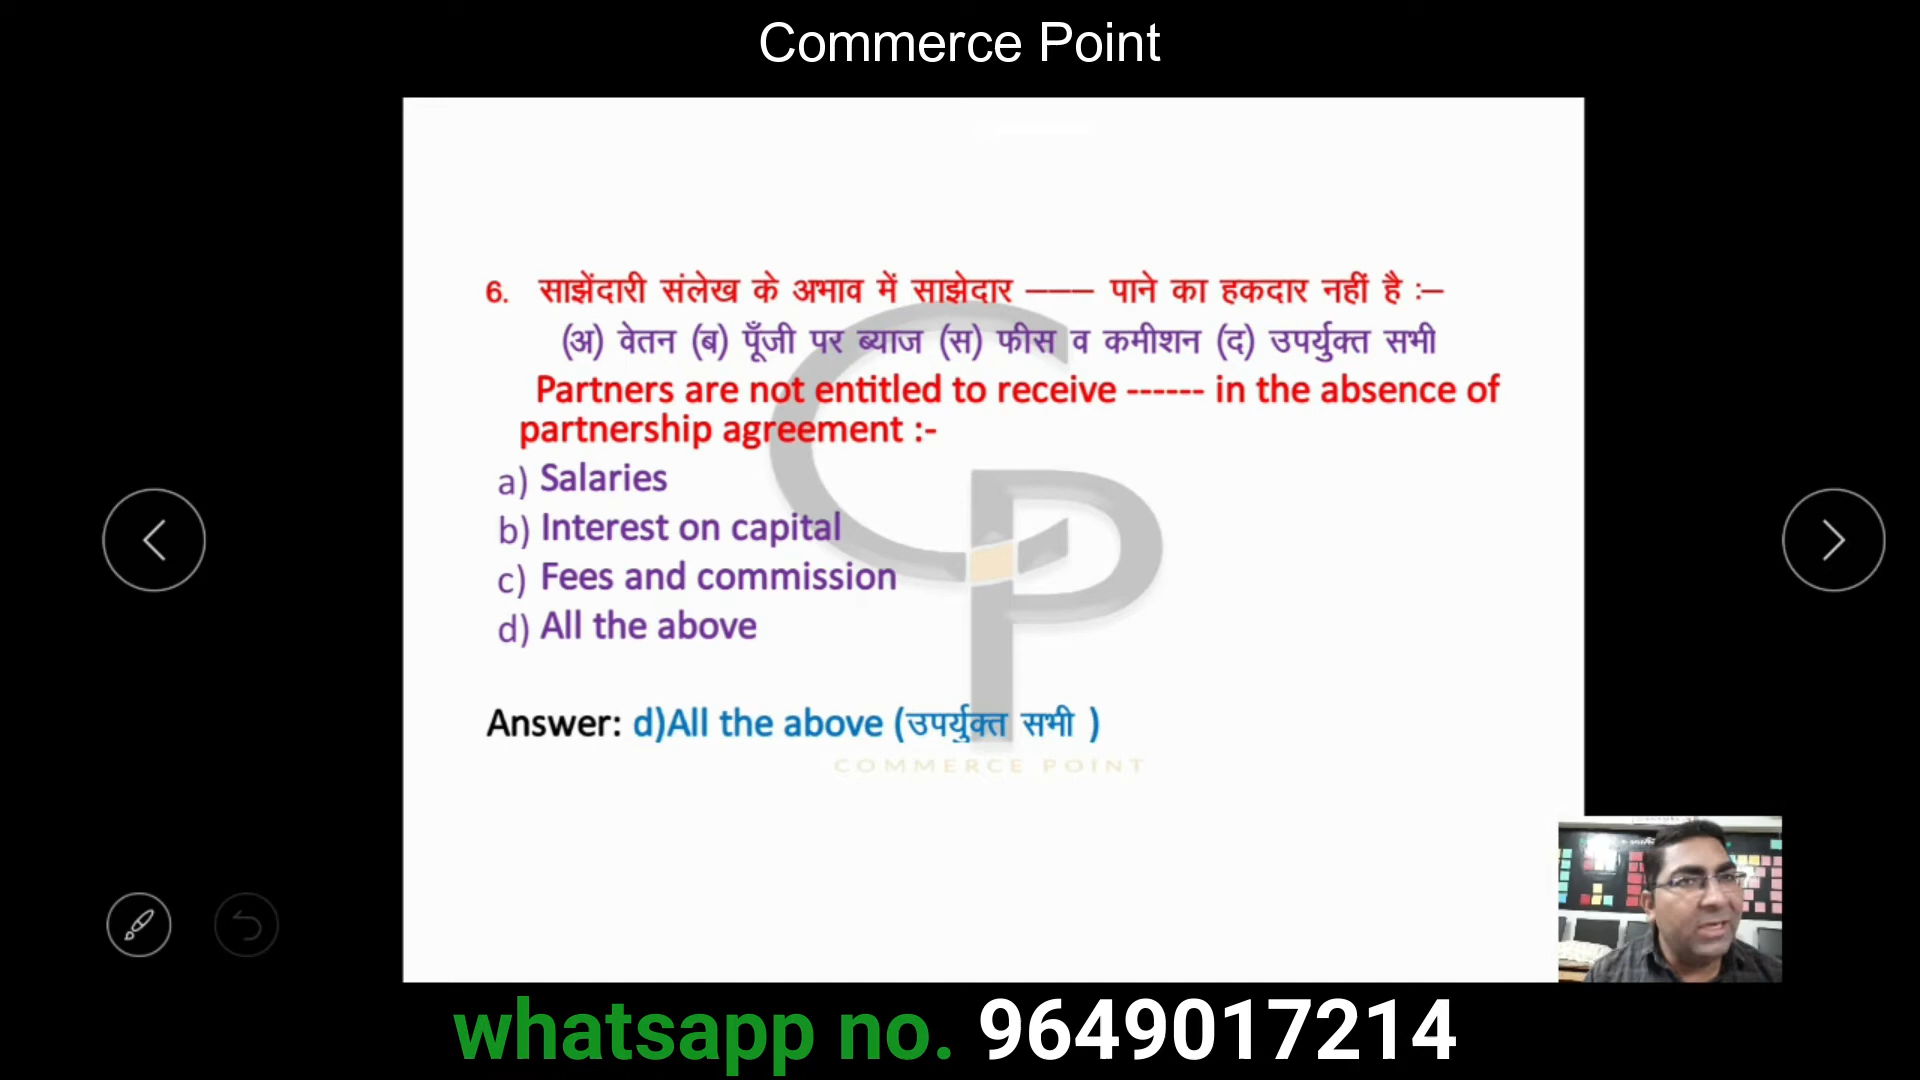 Commerce Point
6. साझेंदारी संलेख के अभाव में साझेदार ––– पाने का हकदार नहीं है :–
(अ) वेतन (ब) पूँजी पर ब्याज (स) फीस व कमीशन (द) उपर्युक्त सभी
Partners are not entitled to receive ------ in the absence of
partnership agreement :-
a) Salaries
b) Interest on capital
c) Fees and commission
d) All the above
Answer: d)All the above (उपर्युक्त सभी )
CP
COMMERCE POINT
whatsapp no. 9649017214